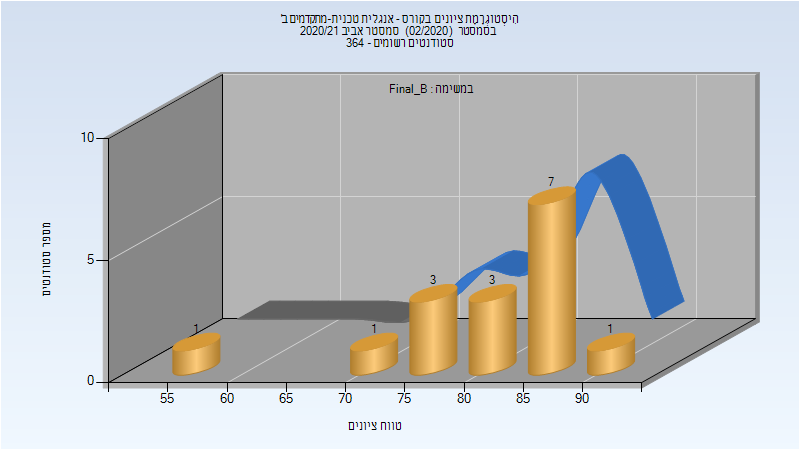 היסטוגרמת ציונים בקורס - אנגלית טכנית-מתקדמים ב'
בסמסטר (02/2020) סמסטר אביב 2020/21
סטודנטים רשומים - 364
במשימה : Final_B
10
5
0
מספר סטודנטים
1
1
3
3
7
1
55
60
65
70
75
80
85
90
טווח ציונים